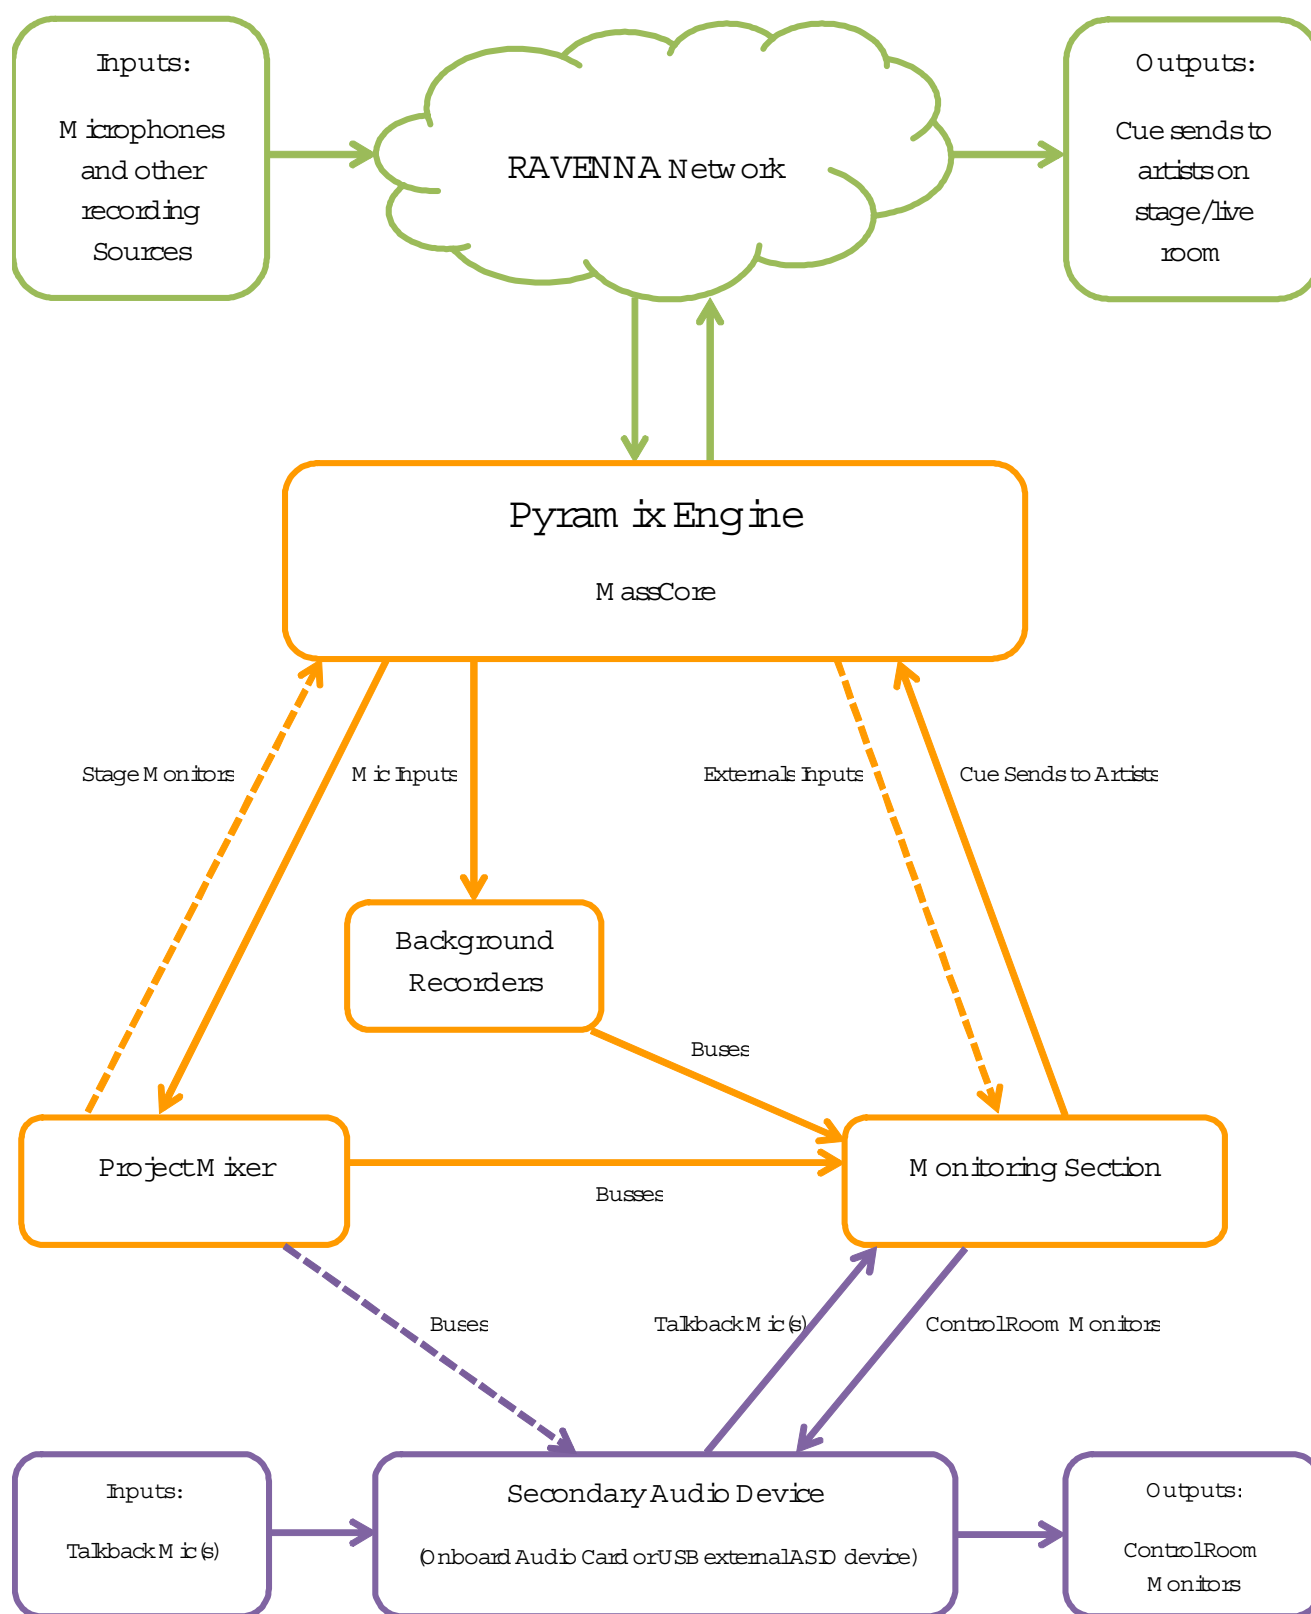 Inputs:
Microphones
and other
recording
Sources
RAVENNA Network
Outputs:
Cue sends to
artists on
stage/live
room
Pyramix Engine
MassCore
Stage Monitors
Mic Inputs
Externals Inputs
Cue Sends to Artists
Background
Recorders
Buses
Project Mixer
Busses
Monitoring Section
Buses
Talkback Mic(s)
Control Room Monitors
Inputs:
Talkback Mic(s)
Secondary Audio Device
(Onboard Audio Card or USB external ASIO device)
Outputs:
Control Room
Monitors